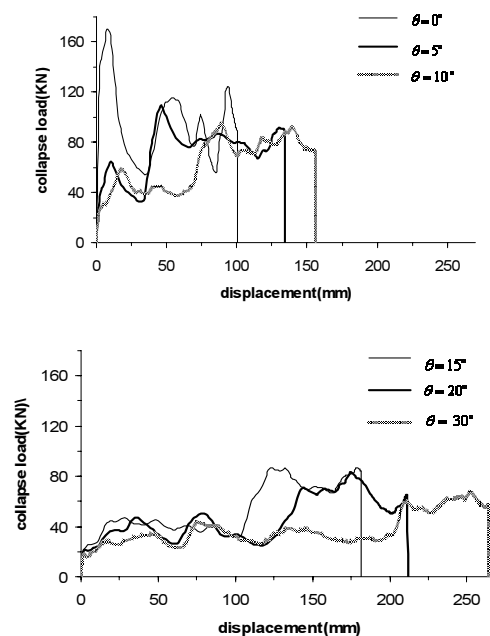 θ=0°
θ=5°
θ=10°
collapse load(KN)
160
120
80
40
0
0 50 100 150 200 250
displacement(mm)
θ=15°
θ=20°
θ=30°
collapse load(KN)\
160
120
80
40
0
0 50 100 150 200 250
displacement(mm)